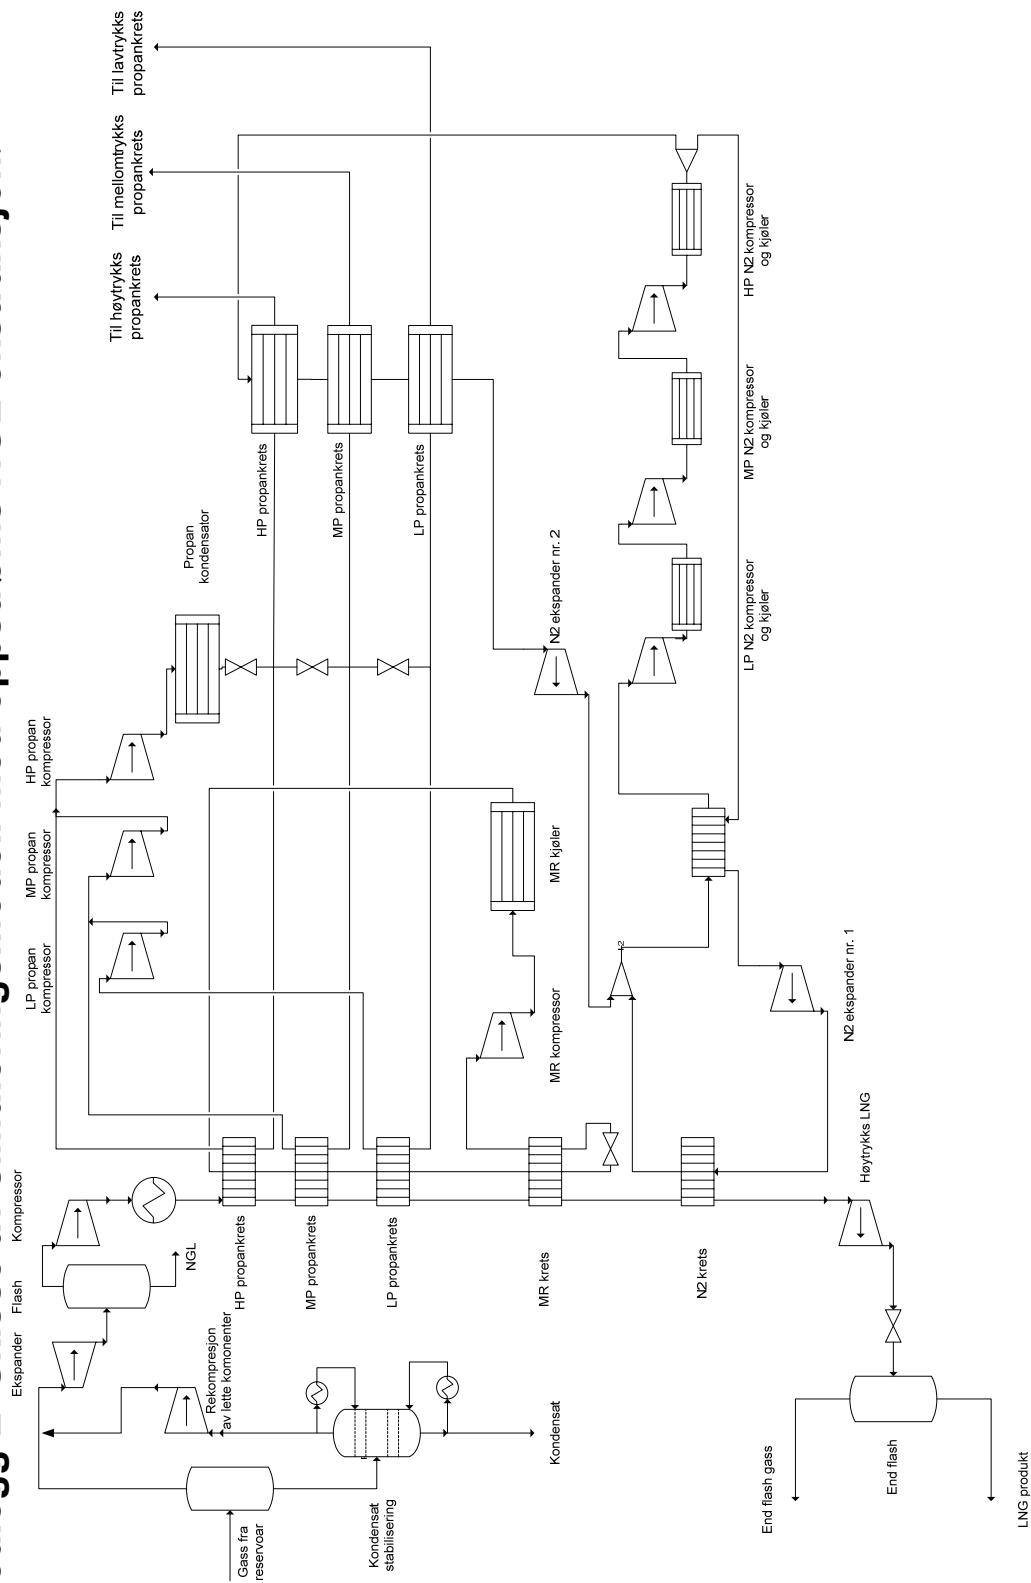 Til høytrykks
propankrets
Til mellomtrykks
propankrets
Til lavtrykks
propankrets
HP propankrets
MP propankrets
LP propankrets
Propan
kondensator
HP propan
kompressor
MP propan
kompressor
LP propan
kompressor
N2 ekspander nr. 2
MR kjøler
MR kompressor
HP N2 kompressor
og kjøler
MP N2 kompressor
og kjøler
LP N2 kompressor
og kjøler
N2 ekspander nr. 1
Høytrykks LNG
Ekspander
Flash
Kompressor
NGL
HP propankrets
MP propankrets
LP propankrets
MR krets
N2 krets
Rekompresjon
av lette komonenter
Gass fra
reservoar
Kondensat
stabilisering
Kondensat
End flash gass
End flash
LNG produkt